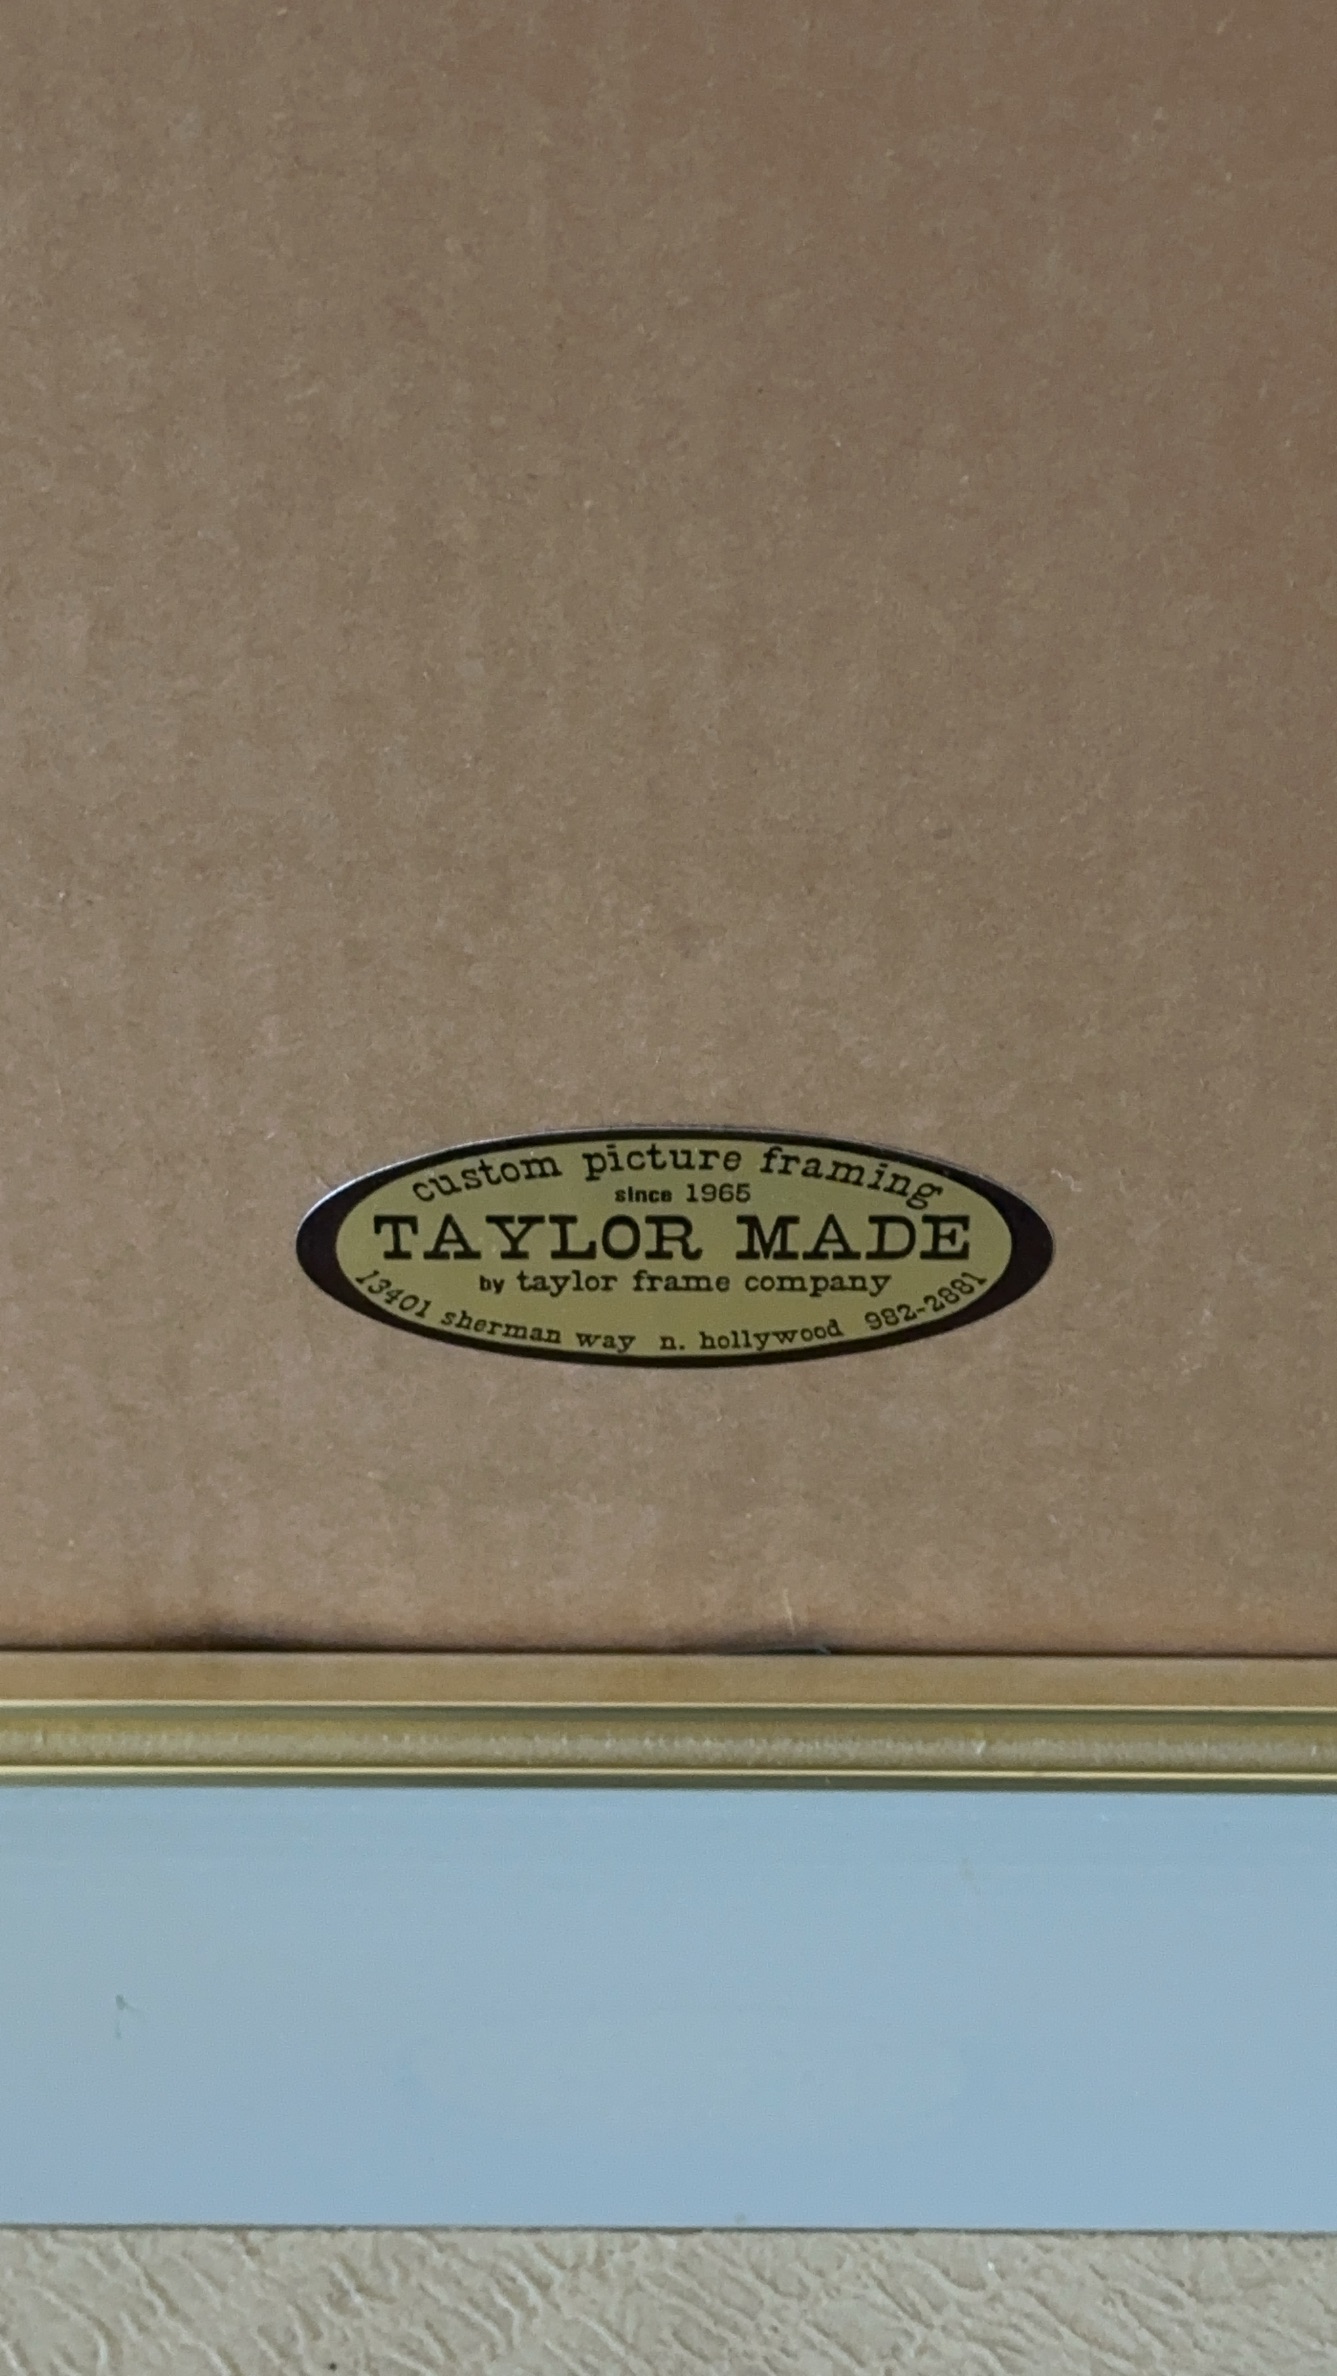 custom picture framing
since 1965
TAYLOR MADE
by taylor frame company
13401 sherman way n. hollywood 982-2881